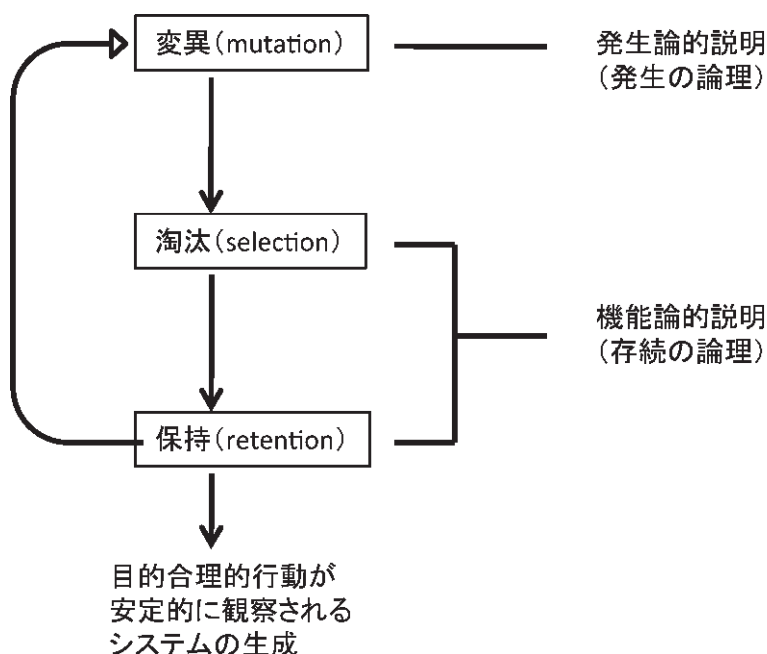 変異(mutation)
発生論的説明
(発生の論理)
淘汰(selection)
機能論的説明
(存続の論理)
保持(retention)
目的合理的行動が
安定的に観察される
システムの生成